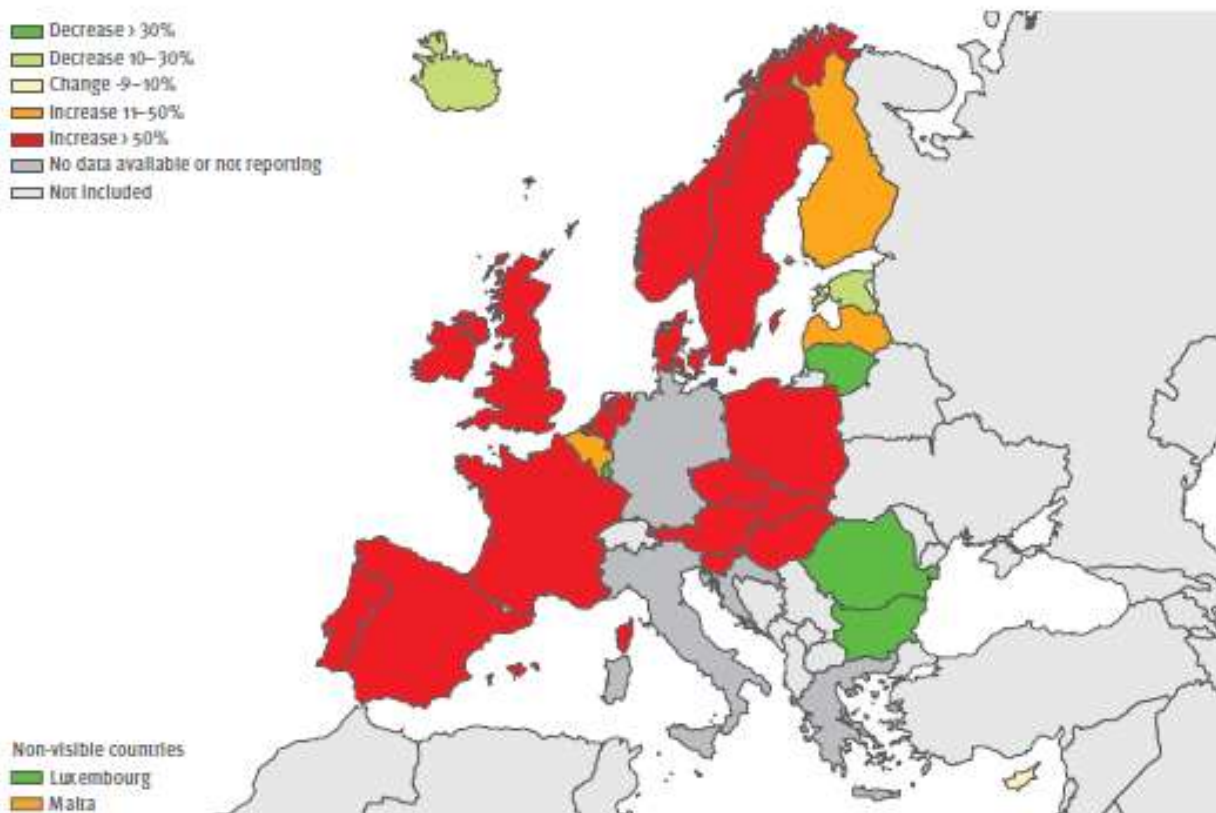 Decrease > 30%
Decrease 10–30%
Change -9–10%
Increase 11–50%
Increase > 50%
No data available or not reporting
Not included
Non-visible countries
Luxembourg
Malta